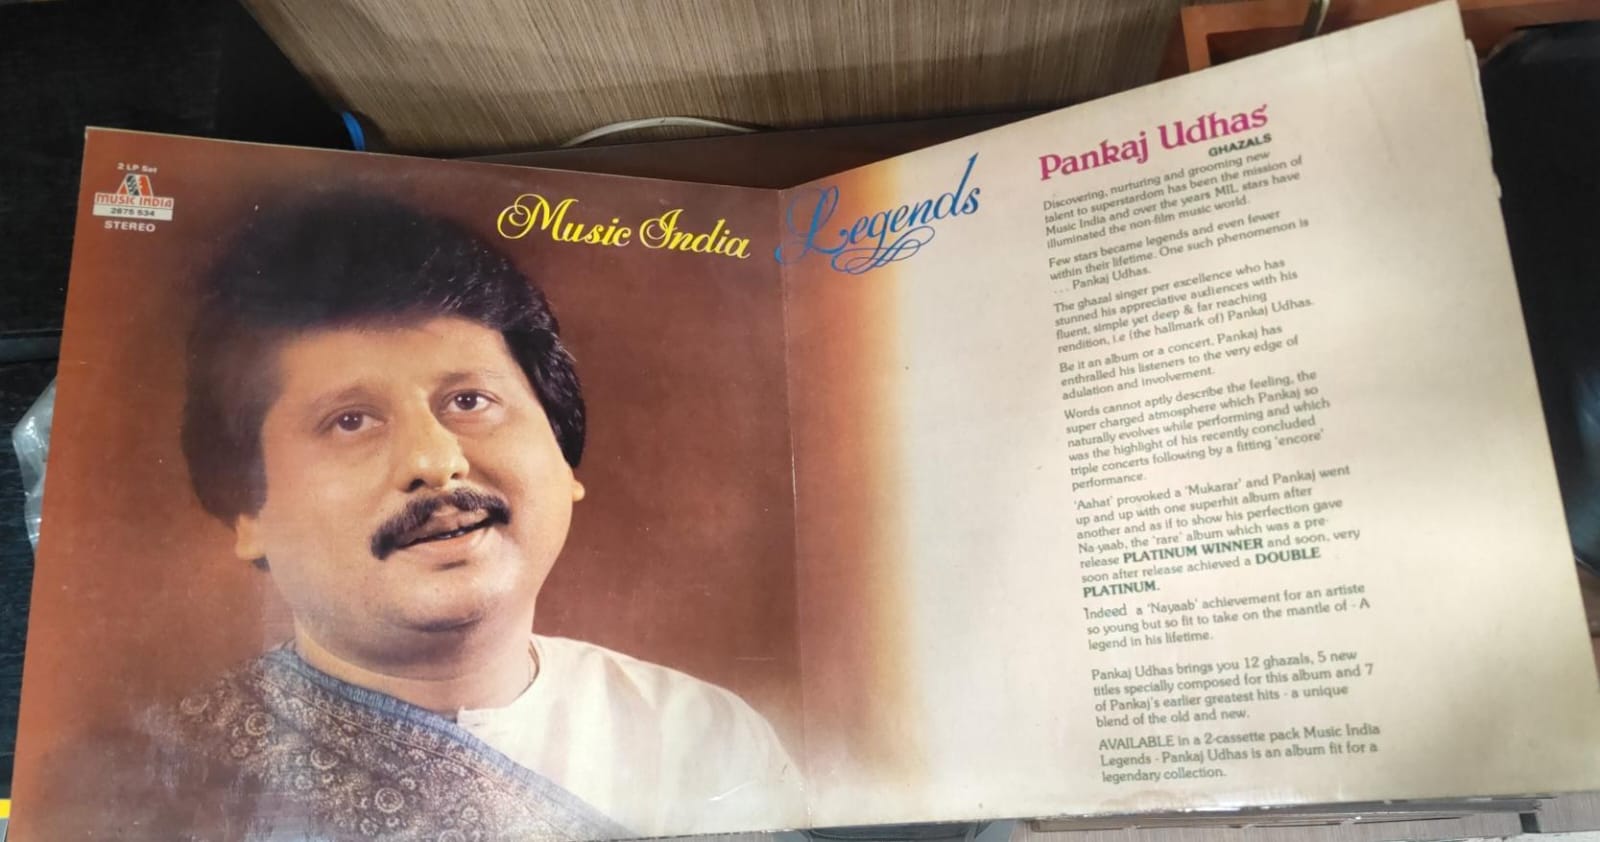 2 LP Set
MUSIC INDIA
2675 534
STEREO
Music India Legends
Pankaj Udhas
GHAZALS
Discovering, nurturing and grooming new
talent to superstardom has been the mission of
Music India and over the years MIL stars have
illuminated the non-film music world.
Few stars became legends and even fewer
within their lifetime. One such phenomenon is
. . . Pankaj Udhas.
The ghazal singer per excellence who has
stunned his appreciative audiences with his
fluent, simple yet deep & far reaching
rendition, i.e (the hallmark of) Pankaj Udhas.
Be it an album or a concert, Pankaj has
enthralled his listeners to the very edge of
adulation and involvement.
Words cannot aptly describe the feeling, the
super charged atmosphere which Pankaj so
naturally evolves while performing and which
was the highlight of his recently concluded
triple concerts following by a fitting 'encore'
performance.
'Aahat' provoked a 'Mukarar' and Pankaj went
up and up with one superhit album after
another and as if to show his perfection gave
Na-yaab, the 'rare' album which was a pre-
release PLATINUM WINNER and soon, very
soon after release achieved a DOUBLE
PLATINUM.
Indeed a 'Nayaab' achievement for an artiste
so young but so fit to take on the mantle of - A
legend in his lifetime.
Pankaj Udhas brings you 12 ghazals, 5 new
titles specially composed for this album and 7
of Pankaj's earlier greatest hits - a unique
blend of the old and new.
AVAILABLE in a 2-cassette pack Music India
Legends - Pankaj Udhas is an album fit for a
legendary collection.